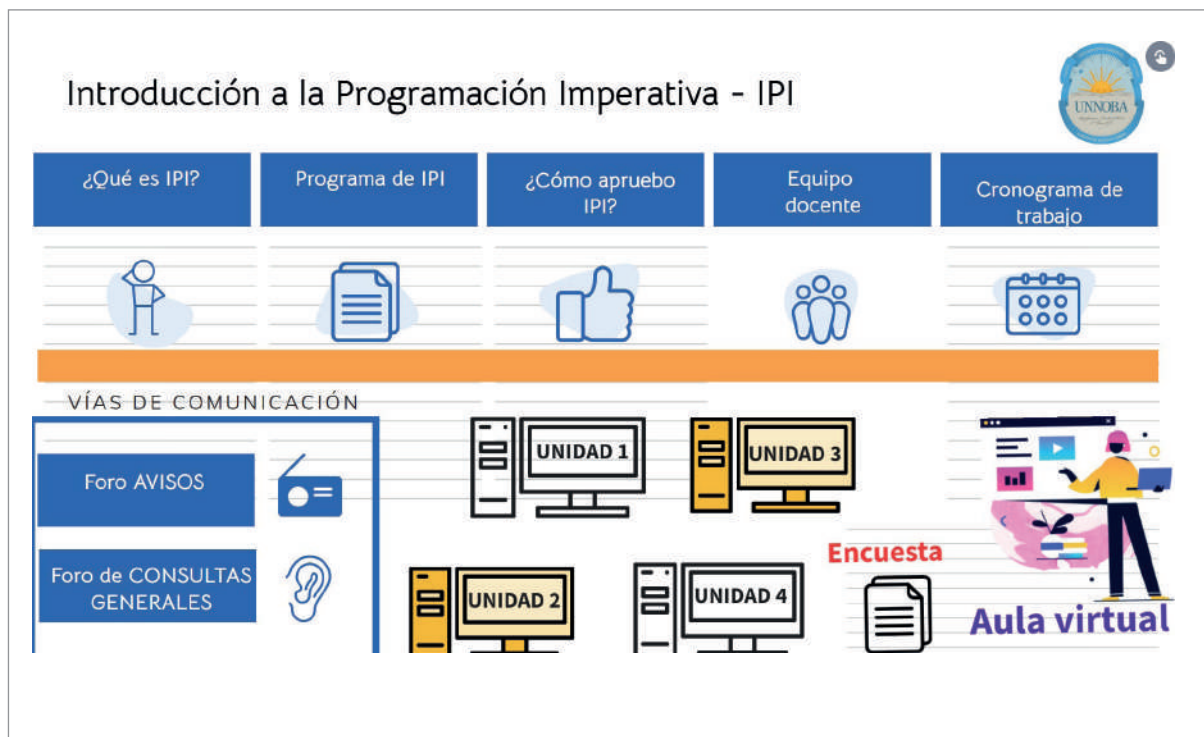 Introducción a la Programación Imperativa - IPI
UNNOBA
¿Qué es IPI?
Programa de IPI
¿Cómo apruebo
IPI?
Equipo
docente
Cronograma de
trabajo
VÍAS DE COMUNICACIÓN
Foro AVISOS
Foro de CONSULTAS
GENERALES
UNIDAD 1
UNIDAD 3
UNIDAD 2
UNIDAD 4
Encuesta
Aula virtual